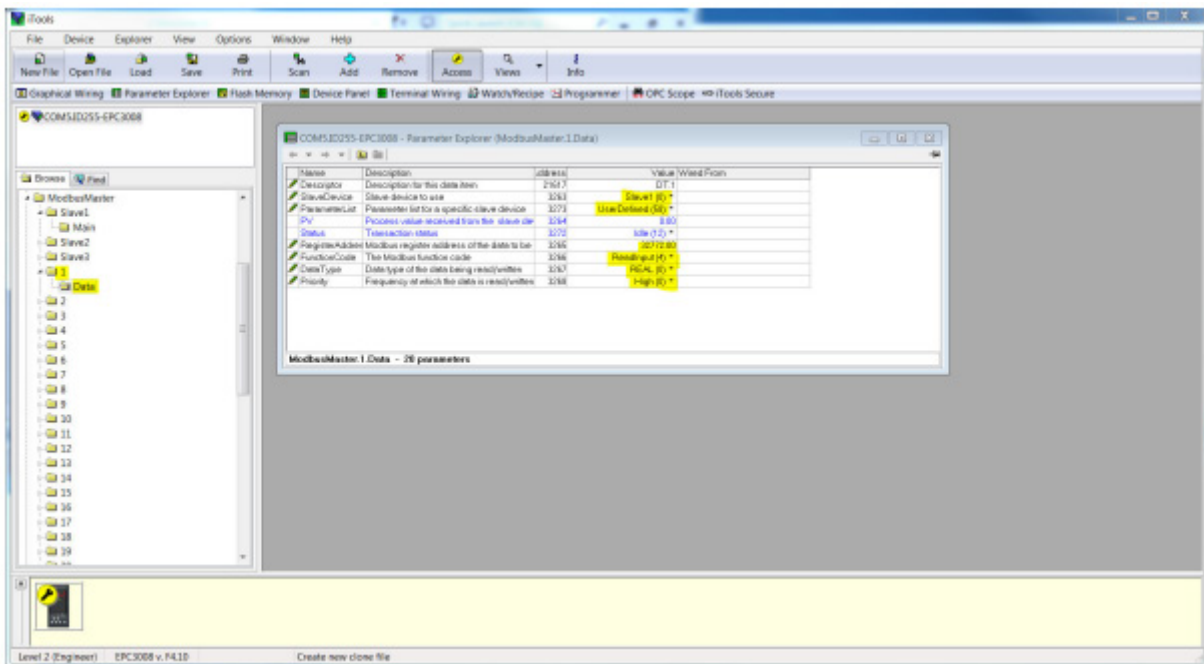 iTools
File Device Explorer View Options Window Help
New File Open File Load Save Print Scan Add Remove Access Views Info
Graphical Wiring Parameter Explorer Flash Memory Device Panel Terminal Wiring Watch/Recipe Programmer OPC Scope iTools Secure
COM5.ID255-EPC3008
Browse Find
ModbusMaster
Slave1
Main
Slave2
Slave3
1
Data
2
3
4
5
6
7
8
9
10
11
12
13
14
15
16
17
18
19
COM5.ID255-EPC3008 - Parameter Explorer (ModbusMaster.1.Data)
Name Description Address Value Wired From
Descriptor Description for this data item 21617 DT.1
SlaveDevice Slave device to use 3263 Slave1 (0)
ParameterList Parameter list for a specific slave device 3273 UserDefined (58)
PV Process value received from the slave dev 3264 0.00
Status Transaction status 3272 Idle (12)
RegisterAddres Modbus register address of the data to be 3265 32772.00
FunctionCode The Modbus function code 3266 ReadInput (4)
DataType Data type of the data being read/written 3267 REAL (0)
Priority Frequency at which the data is read/written 3268 High (0)
ModbusMaster.1.Data - 20 parameters
Level 2 (Engineer) EPC3008 v. F4.10 Create new clone file